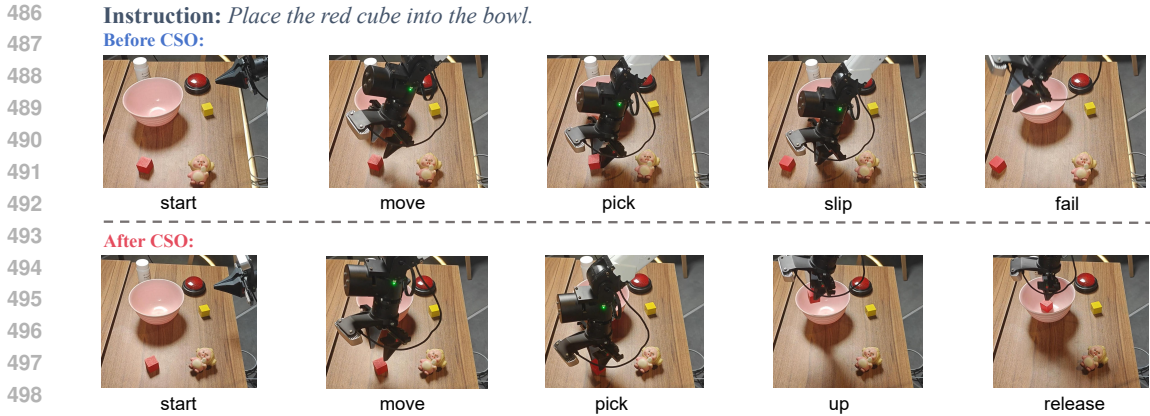 486 Instruction: Place the red cube into the bowl.
487 Before CSO:
488
489
490
491
492 start move pick slip fail
493 After CSO:
494
495
496
497
498 start move pick up release